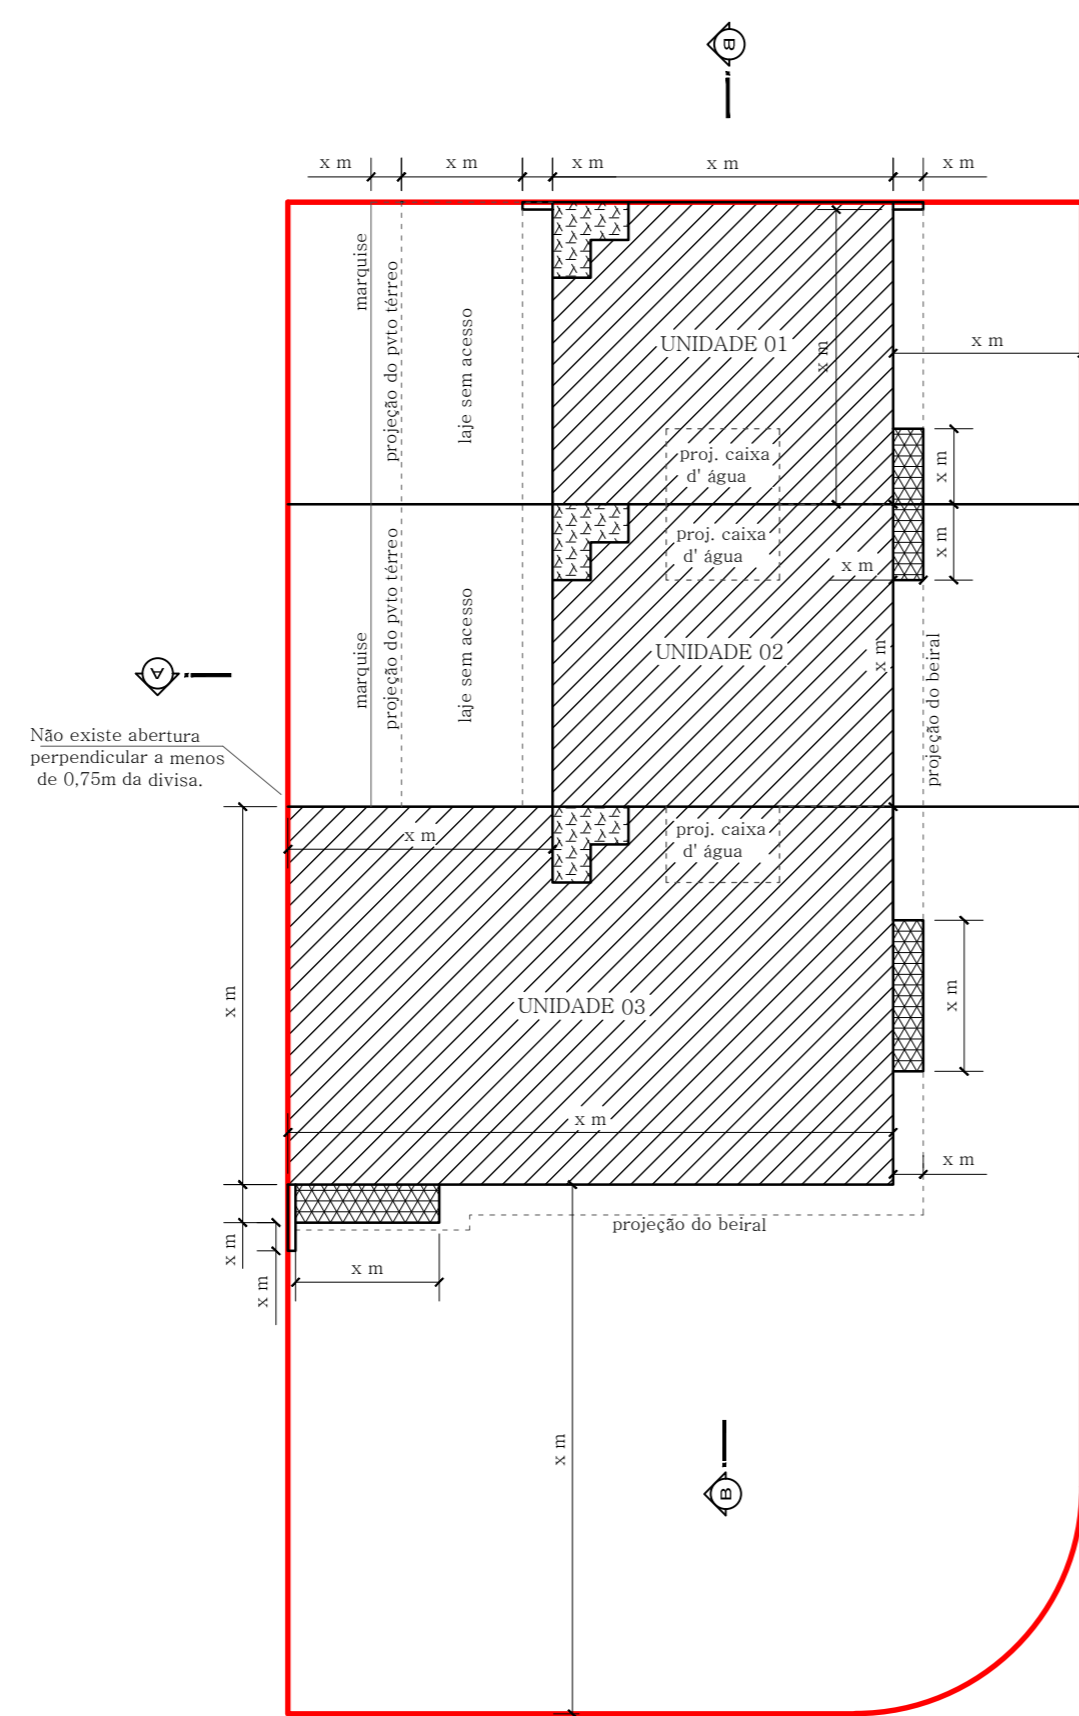 B
x m
x m
x m
x m
x m
marquise
projeção do pvto térreo
laje sem acesso
UNIDADE 01
x m
x m
proj. caixa
d' água
x m
proj. caixa
d' água
x m
x m
marquise
projeção do pvto térreo
laje sem acesso
UNIDADE 02
x m
projeção do beiral
A
Não existe abertura
perpendicular a menos
de 0,75m da divisa.
x m
proj. caixa
d' água
x m
UNIDADE 03
x m
x m
x m
projeção do beiral
x m
x m
x m
x m
B